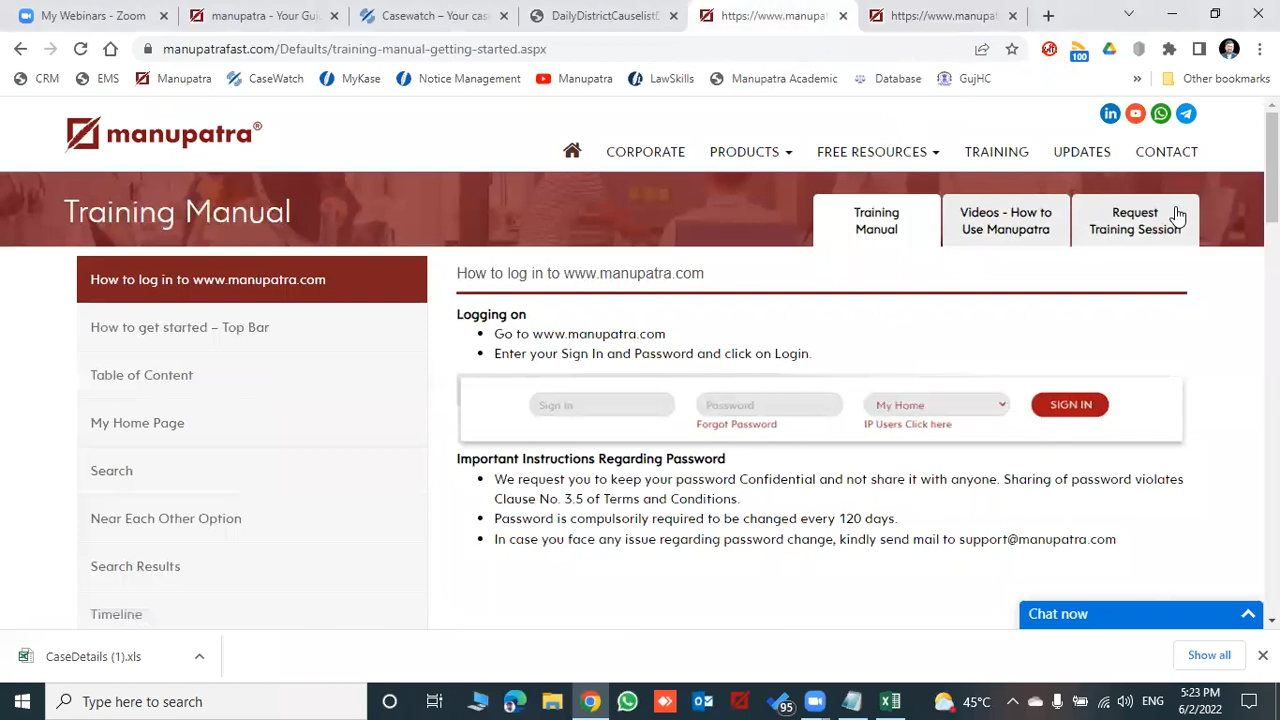 My Webinars - Zoom
manupatra - Your Gui
Casewatch – Your case
DailyDistrictCauselistD
https://www.manupat
https://www.manupat
manupatrafast.com/Defaults/training-manual-getting-started.aspx
100
CRM
EMS
Manupatra
CaseWatch
MyKase
Notice Management
Manupatra
LawSkills
Manupatra Academic
Database
GujHC
»
Other bookmarks
manupatra®
CORPORATE
PRODUCTS
FREE RESOURCES
TRAINING
UPDATES
CONTACT
Training Manual
Training
Manual
Videos - How to
Use Manupatra
Request
Training Session
How to log in to www.manupatra.com
How to get started – Top Bar
Table of Content
My Home Page
Search
Near Each Other Option
Search Results
Timeline
How to log in to www.manupatra.com
Logging on
• Go to www.manupatra.com
• Enter your Sign In and Password and click on Login.
Sign In
Password
My Home
SIGN IN
Forgot Password
IP Users Click here
Important Instructions Regarding Password
• We request you to keep your password Confidential and not share it with anyone. Sharing of password violates
Clause No. 3.5 of Terms and Conditions.
• Password is compulsorily required to be changed every 120 days.
• In case you face any issue regarding password change, kindly send mail to support@manupatra.com
Chat now
CaseDetails (1).xls
Show all
Type here to search
95
45°C
ENG
5:23 PM
6/2/2022